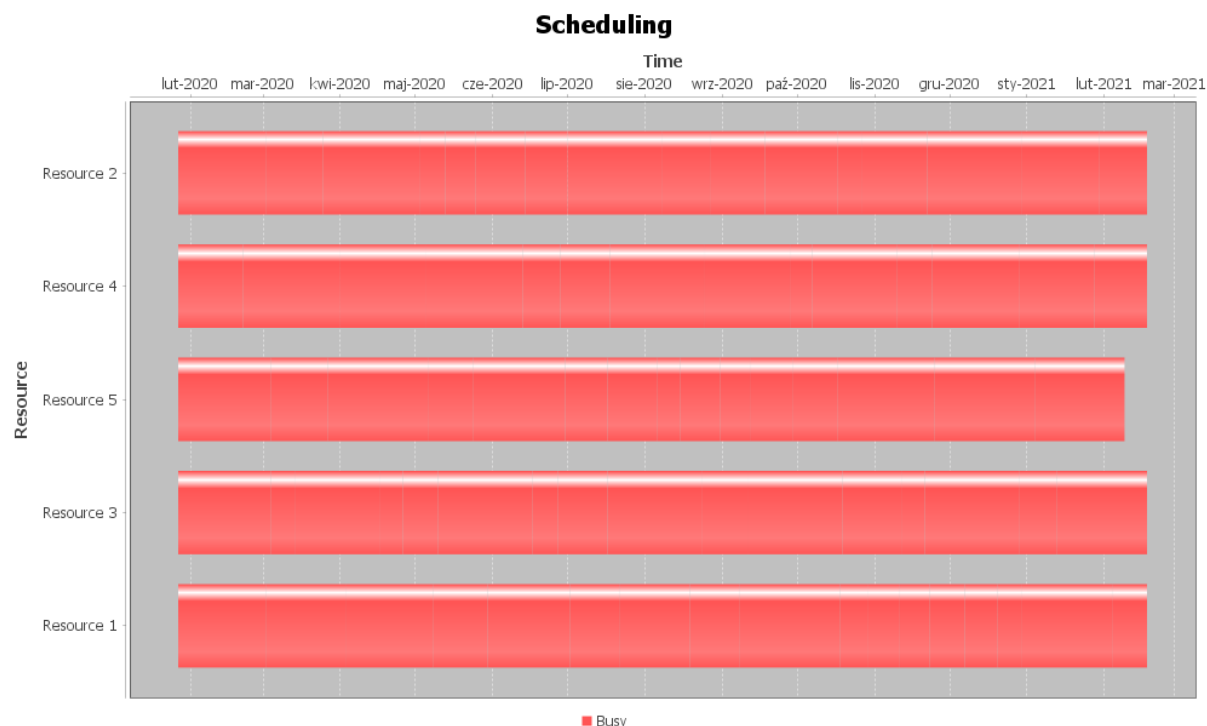 Scheduling
Time
lut-2020 mar-2020 kwi-2020 maj-2020 cze-2020 lip-2020 sie-2020 wrz-2020 paź-2020 lis-2020 gru-2020 sty-2021 lut-2021 mar-2021
Resource
Resource 2
Resource 4
Resource 5
Resource 3
Resource 1
Busy